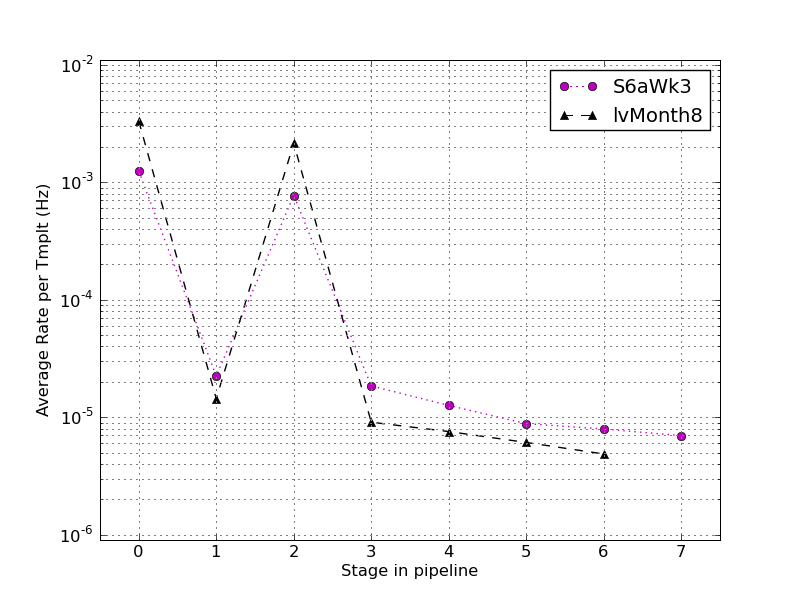 S6aWk3
lvMonth8
10^-2
10^-3
10^-4
10^-5
10^-6
Average Rate per Tmplt (Hz)
0 1 2 3 4 5 6 7
Stage in pipeline